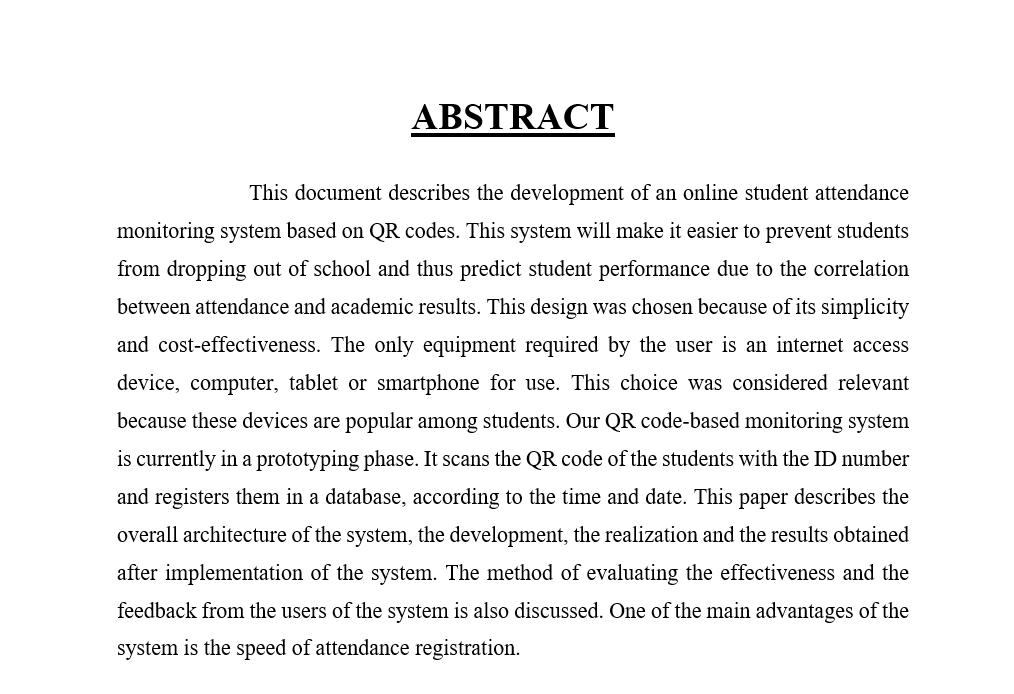 ABSTRACT
This document describes the development of an online student attendance
monitoring system based on QR codes. This system will make it easier to prevent students
from dropping out of school and thus predict student performance due to the correlation
between attendance and academic results. This design was chosen because of its simplicity
and cost-effectiveness. The only equipment required by the user is an internet access
device, computer, tablet or smartphone for use. This choice was considered relevant
because these devices are popular among students. Our QR code-based monitoring system
is currently in a prototyping phase. It scans the QR code of the students with the ID number
and registers them in a database, according to the time and date. This paper describes the
overall architecture of the system, the development, the realization and the results obtained
after implementation of the system. The method of evaluating the effectiveness and the
feedback from the users of the system is also discussed. One of the main advantages of the
system is the speed of attendance registration.